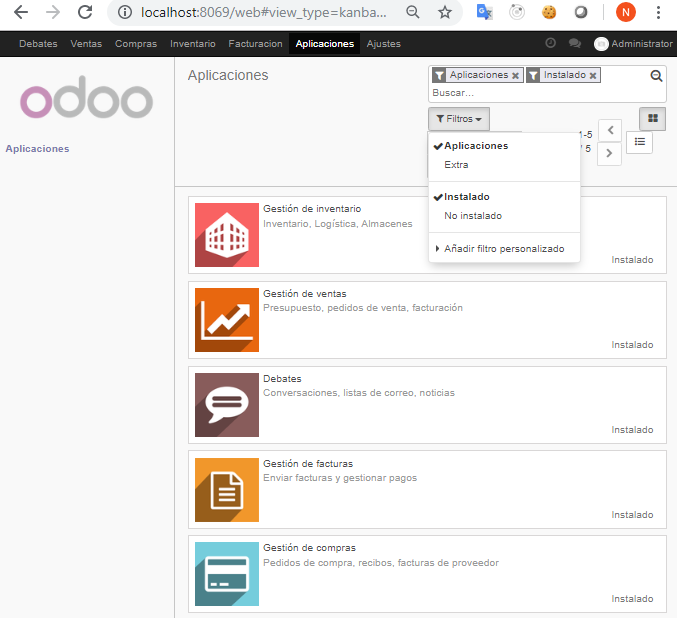 localhost:8069/web#view_type=kanba...
N
Debates Ventas Compras Inventario Facturacion Aplicaciones Ajustes Administrator
odoo
Aplicaciones
Aplicaciones
Aplicaciones × Instalado ×
Buscar...
Filtros
1-5
/ 5
Aplicaciones
Extra
Instalado
No instalado
Añadir filtro personalizado
Gestión de inventario
Inventario, Logística, Almacenes
Instalado
Gestión de ventas
Presupuesto, pedidos de venta, facturación
Instalado
Debates
Conversaciones, listas de correo, noticias
Instalado
Gestión de facturas
Enviar facturas y gestionar pagos
Instalado
Gestión de compras
Pedidos de compra, recibos, facturas de proveedor
Instalado